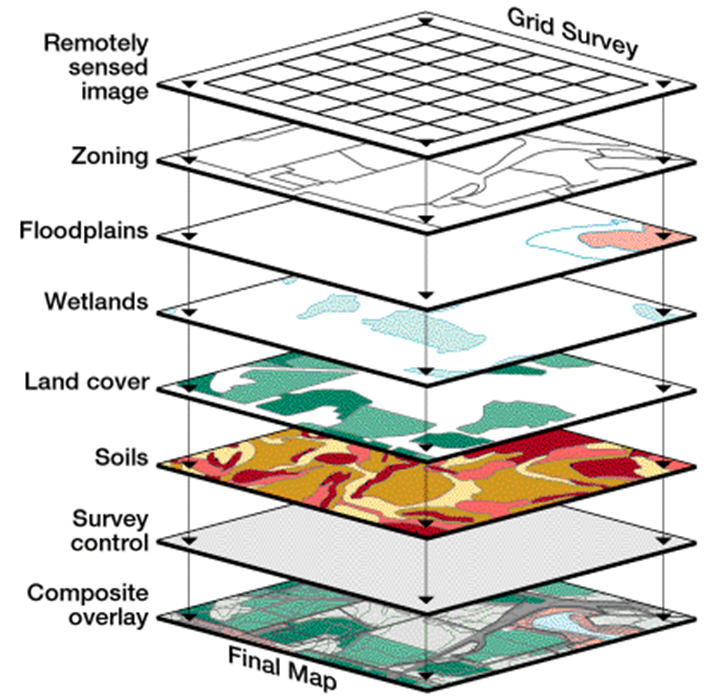 Grid Survey
Remotely
sensed
image
Zoning
Floodplains
Wetlands
Land cover
Soils
Survey
control
Composite
overlay
Final Map